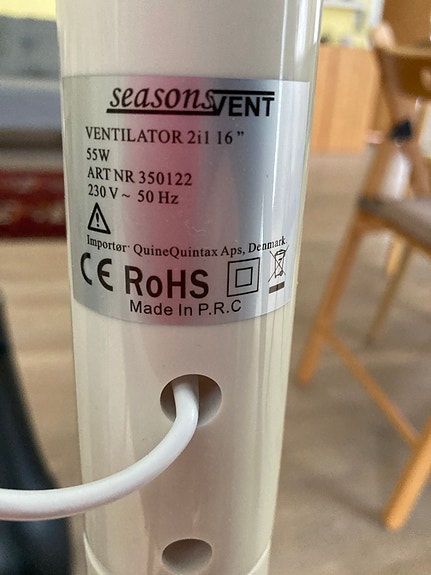 seasonsVENT
VENTILATOR 2i1 16"
55W
ART NR 350122
230 V ~ 50 Hz
Importør: QuineQuintax Aps, Denmark.
CE RoHS
Made In P.R.C